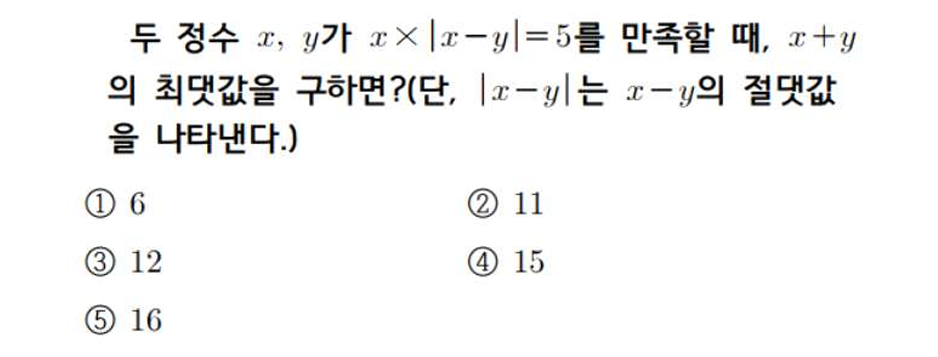 두 정수 x, y가 x×|x-y|=5를 만족할 때, x+y
의 최댓값을 구하면?(단, |x-y|는 x-y의 절댓값
을 나타낸다.)
① 6 ② 11
③ 12 ④ 15
⑤ 16